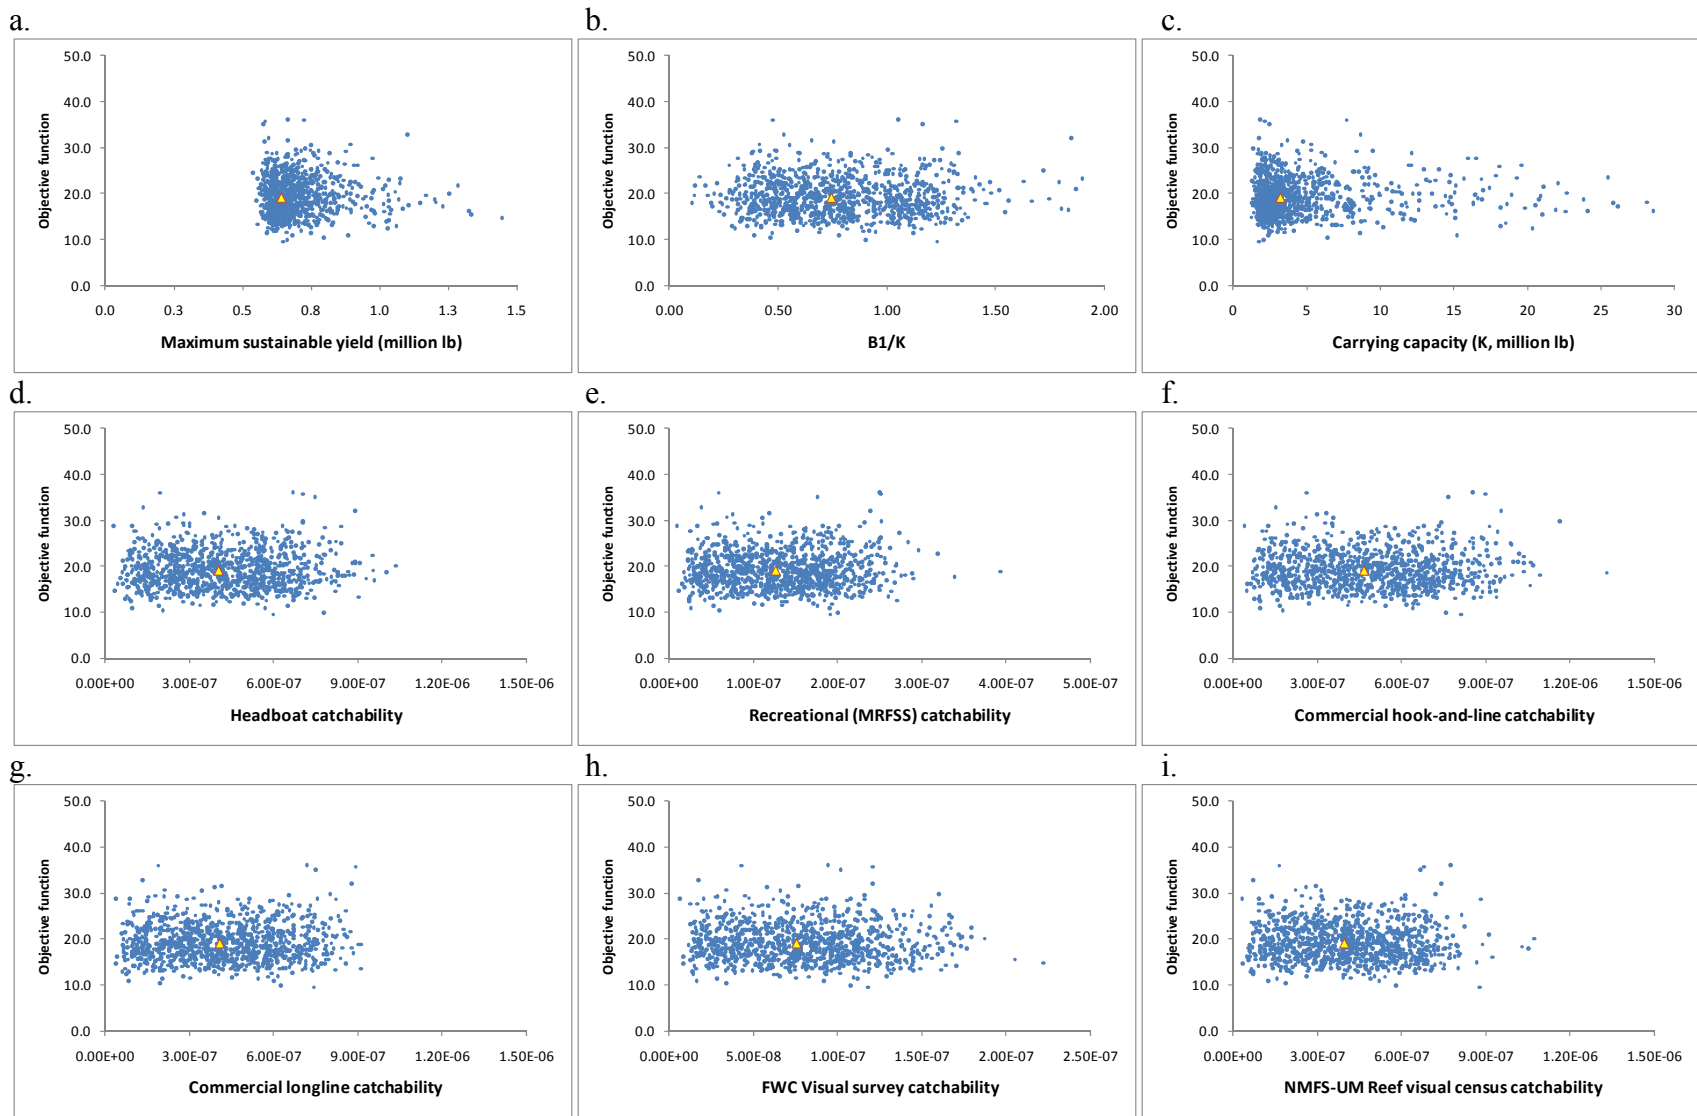 a.
50.0
40.0
30.0
20.0
10.0
0.0
Objective function
0.0 0.3 0.5 0.8 1.0 1.3 1.5
Maximum sustainable yield (million lb)
b.
50.0
40.0
30.0
20.0
10.0
0.0
Objective function
0.00 0.50 1.00 1.50 2.00
B1/K
c.
50.0
40.0
30.0
20.0
10.0
0.0
Objective function
0 5 10 15 20 25 30
Carrying capacity (K, million lb)
d.
50.0
40.0
30.0
20.0
10.0
0.0
Objective function
0.00E+00 3.00E-07 6.00E-07 9.00E-07 1.20E-06 1.50E-06
Headboat catchability
e.
50.0
40.0
30.0
20.0
10.0
0.0
Objective function
0.00E+00 1.00E-07 2.00E-07 3.00E-07 4.00E-07 5.00E-07
Recreational (MRFSS) catchability
f.
50.0
40.0
30.0
20.0
10.0
0.0
Objective function
0.00E+00 3.00E-07 6.00E-07 9.00E-07 1.20E-06 1.50E-06
Commercial hook-and-line catchability
g.
50.0
40.0
30.0
20.0
10.0
0.0
Objective function
0.00E+00 3.00E-07 6.00E-07 9.00E-07 1.20E-06 1.50E-06
Commercial longline catchability
h.
50.0
40.0
30.0
20.0
10.0
0.0
Objective function
0.00E+00 5.00E-08 1.00E-07 1.50E-07 2.00E-07 2.50E-07
FWC Visual survey catchability
i.
50.0
40.0
30.0
20.0
10.0
0.0
Objective function
0.00E+00 3.00E-07 6.00E-07 9.00E-07 1.20E-06 1.50E-06
NMFS-UM Reef visual census catchability